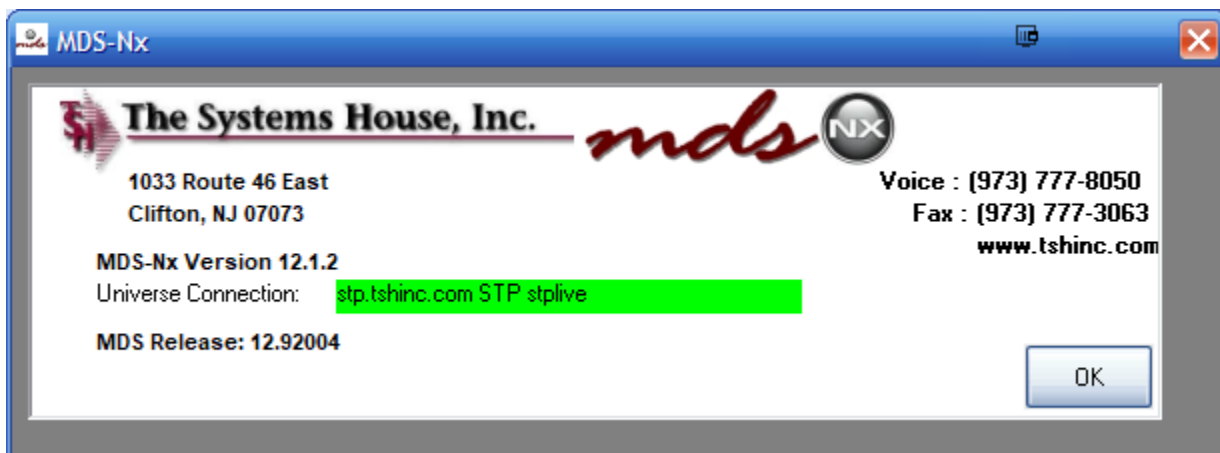 MDS-Nx
TSH The Systems House, Inc. mds NX
1033 Route 46 East
Clifton, NJ 07073
Voice : (973) 777-8050
Fax : (973) 777-3063
www.tshinc.com
MDS-Nx Version 12.1.2
Universe Connection: stp.tshinc.com STP stplive
MDS Release: 12.92004
OK